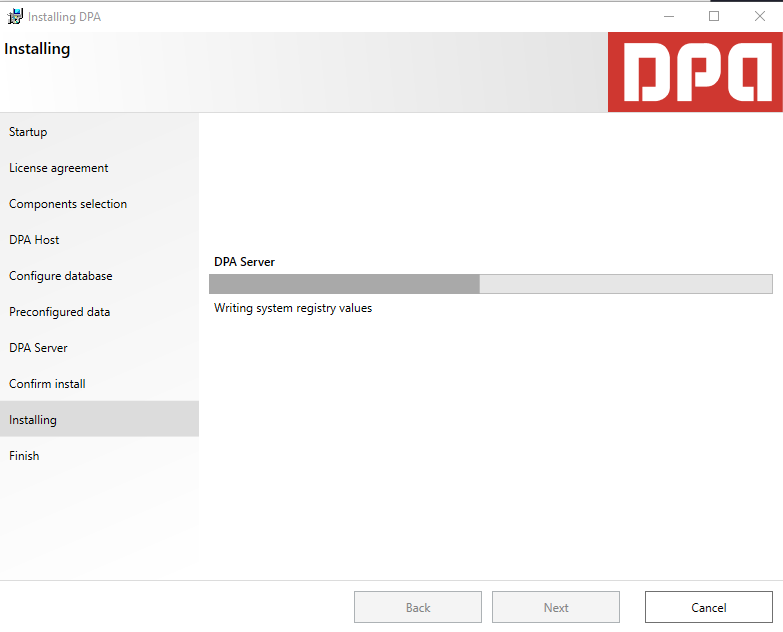 Installing DPA
Installing
DPA
Startup
License agreement
Components selection
DPA Host
Configure database
Preconfigured data
DPA Server
Confirm install
Installing
Finish
DPA Server
Writing system registry values
Back
Next
Cancel